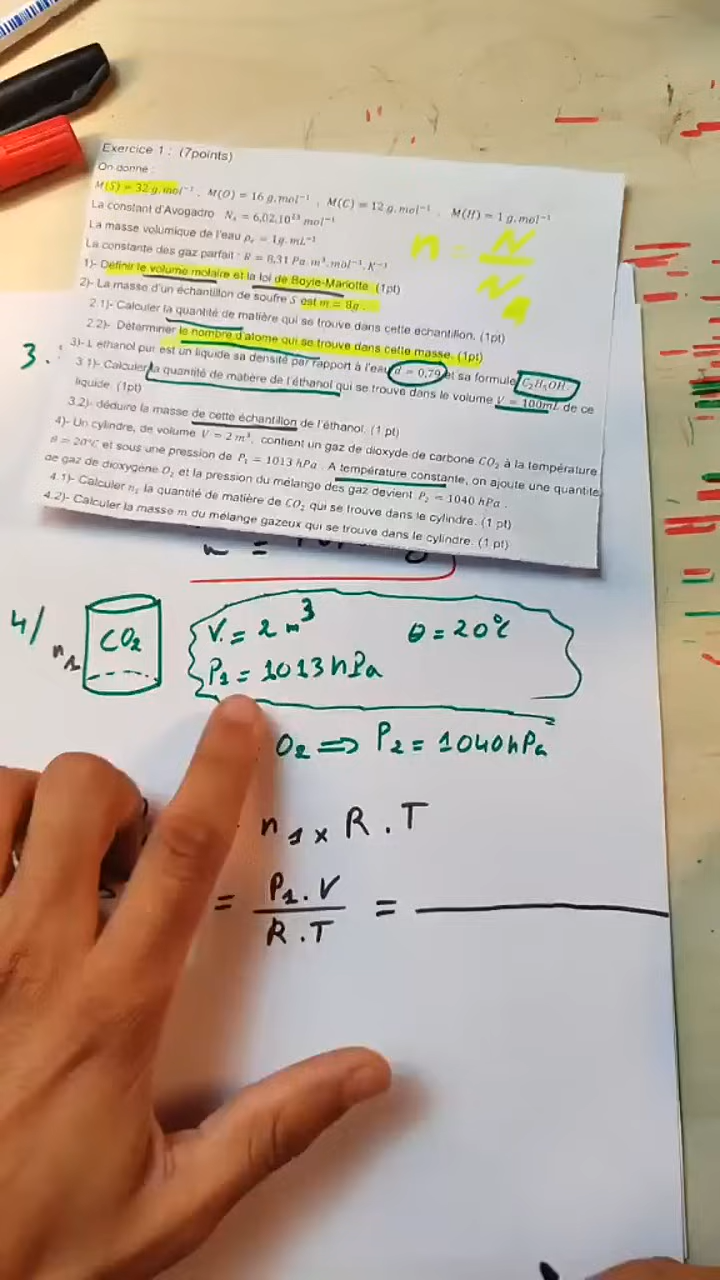 Exercice 1 : (7points)
On donne :
M(S) = 32 g.mol⁻¹ , M(O) = 16 g.mol⁻¹ , M(C) = 12 g.mol⁻¹ , M(H) = 1 g.mol⁻¹
La constant d'Avogadro Nₐ = 6,02.10²³ mol⁻¹
La masse volumique de l'eau ρₑ = 1g.mL⁻¹
La constante des gaz parfait : R = 8,31 Pa.m³.mol⁻¹.K⁻¹
n = N / N_A
1)- Définir le volume molaire et la loi de Boyle-Mariotte. (1pt)
2)- La masse d'un échantillon de soufre S est m = 8g .
2.1)- Calculer la quantité de matière qui se trouve dans cette échantillon. (1pt)
2.2)- Déterminer le nombre d'atome qui se trouve dans cette masse. (1pt)
3.
3)- L'éthanol pur est un liquide sa densité par rapport à l'eau d = 0,79 et sa formule C₂H₅OH.
3.1)- Calculer la quantité de matière de l'éthanol qui se trouve dans le volume V = 100mL de ce
liquide. (1pt)
3.2)- déduire la masse de cette échantillon de l'éthanol. (1 pt)
4)- Un cylindre, de volume V = 2 m³, contient un gaz de dioxyde de carbone CO₂ à la température
θ = 20°C et sous une pression de P₁ = 1013 hPa . A température constante, on ajoute une quantité
de gaz de dioxygène O₂ et la pression du mélange des gaz devient P₂ = 1040 hPa .
4.1)- Calculer n₁ la quantité de matière de CO₂ qui se trouve dans le cylindre. (1 pt)
4.2)- Calculer la masse m du mélange gazeux qui se trouve dans le cylindre. (1 pt)
4/ n₁ CO₂ V = 2 m³ θ = 20°C
P₁ = 1013 hPa
O₂ ⇒ P₂ = 1040 hPa
n₁ × R . T
= P₁ . V / R . T =